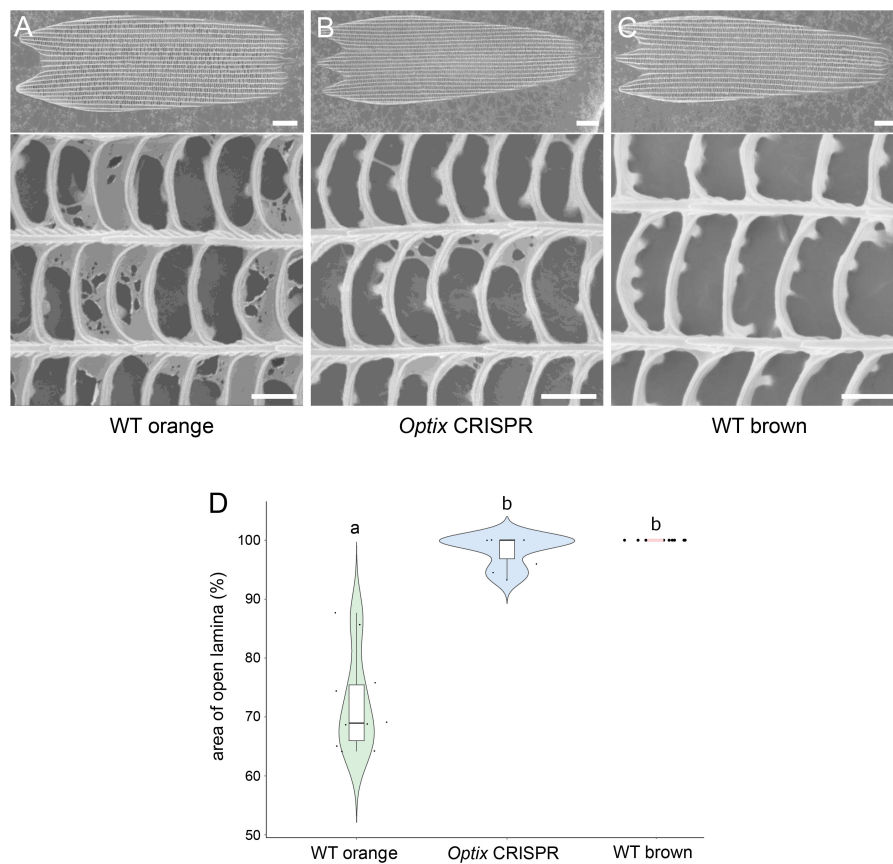 A
B
C
WT orange
Optix CRISPR
WT brown
D
a
b
b
100
90
80
70
60
50
area of open lamina (%)
WT orange
Optix CRISPR
WT brown